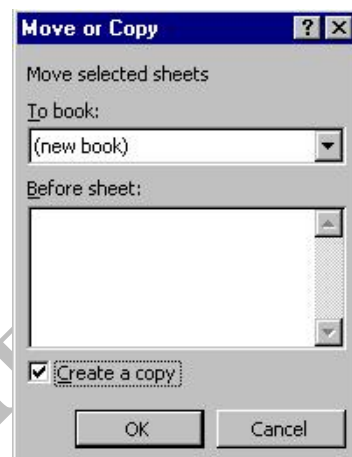 Move or Copy
Move selected sheets
To book:
(new book)
Before sheet:
Create a copy
OK Cancel